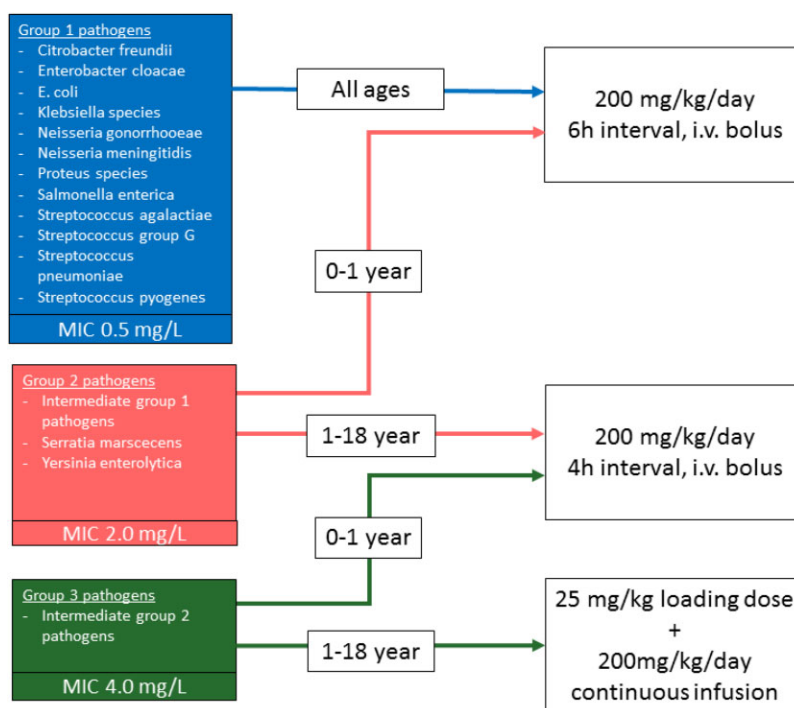 Group 1 pathogens
- Citrobacter freundii
- Enterobacter cloacae
- E. coli
- Klebsiella species
- Neisseria gonorrhooeae
- Neisseria meningitidis
- Proteus species
- Salmonella enterica
- Streptococcus agalactiae
- Streptococcus group G
- Streptococcus
pneumoniae
- Streptococcus pyogenes
MIC 0.5 mg/L
All ages
200 mg/kg/day
6h interval, i.v. bolus
0-1 year
Group 2 pathogens
- Intermediate group 1
pathogens
- Serratia marscecens
- Yersinia enterolytica
MIC 2.0 mg/L
1-18 year
200 mg/kg/day
4h interval, i.v. bolus
0-1 year
Group 3 pathogens
- Intermediate group 2
pathogens
MIC 4.0 mg/L
1-18 year
25 mg/kg loading dose
+
200mg/kg/day
continuous infusion